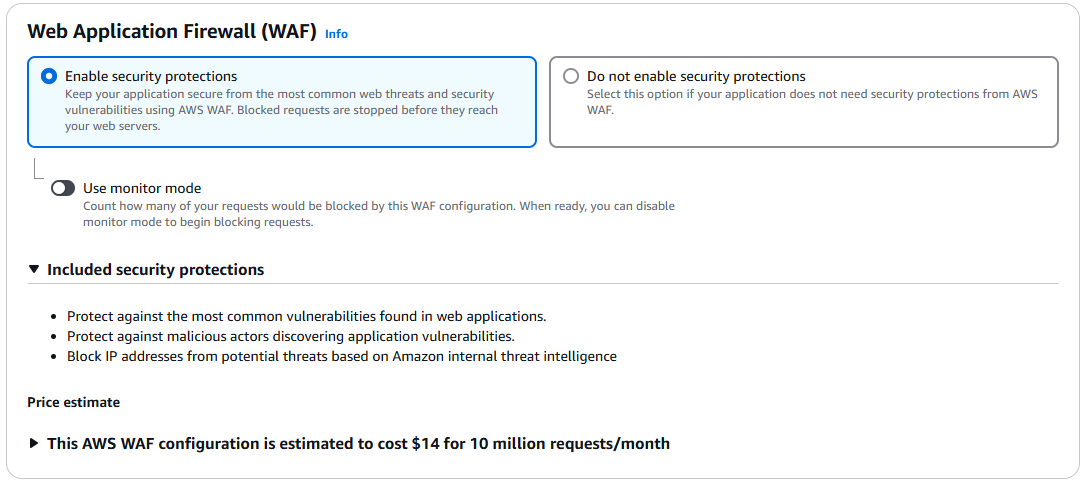 Web Application Firewall (WAF) Info
Enable security protections
Keep your application secure from the most common web threats and security
vulnerabilities using AWS WAF. Blocked requests are stopped before they reach
your web servers.
Do not enable security protections
Select this option if your application does not need security protections from AWS
WAF.
Use monitor mode
Count how many of your requests would be blocked by this WAF configuration. When ready, you can disable
monitor mode to begin blocking requests.
Included security protections
Protect against the most common vulnerabilities found in web applications.
Protect against malicious actors discovering application vulnerabilities.
Block IP addresses from potential threats based on Amazon internal threat intelligence
Price estimate
This AWS WAF configuration is estimated to cost $14 for 10 million requests/month